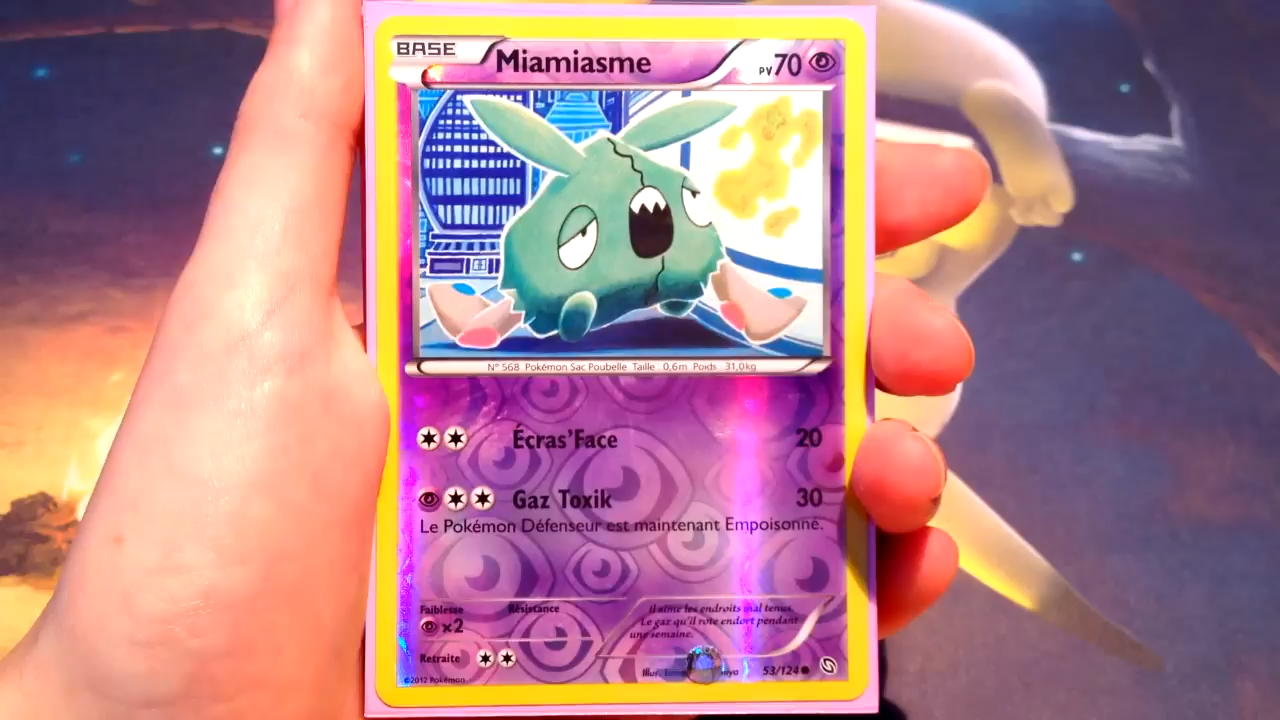 BASE
Miamiasme
PV 70
N° 568 Pokémon Sac Poubelle Taille 0,6m Poids 31,0kg
Écras'Face 20
Gaz Toxik 30
Le Pokémon Défenseur est maintenant Empoisonné.
Faiblesse
Résistance
×2
Il aime les endroits mal tenus.
Le gaz qu'il rote endort pendant
une semaine.
Retraite
Illus.
53/124
©2012 Pokémon